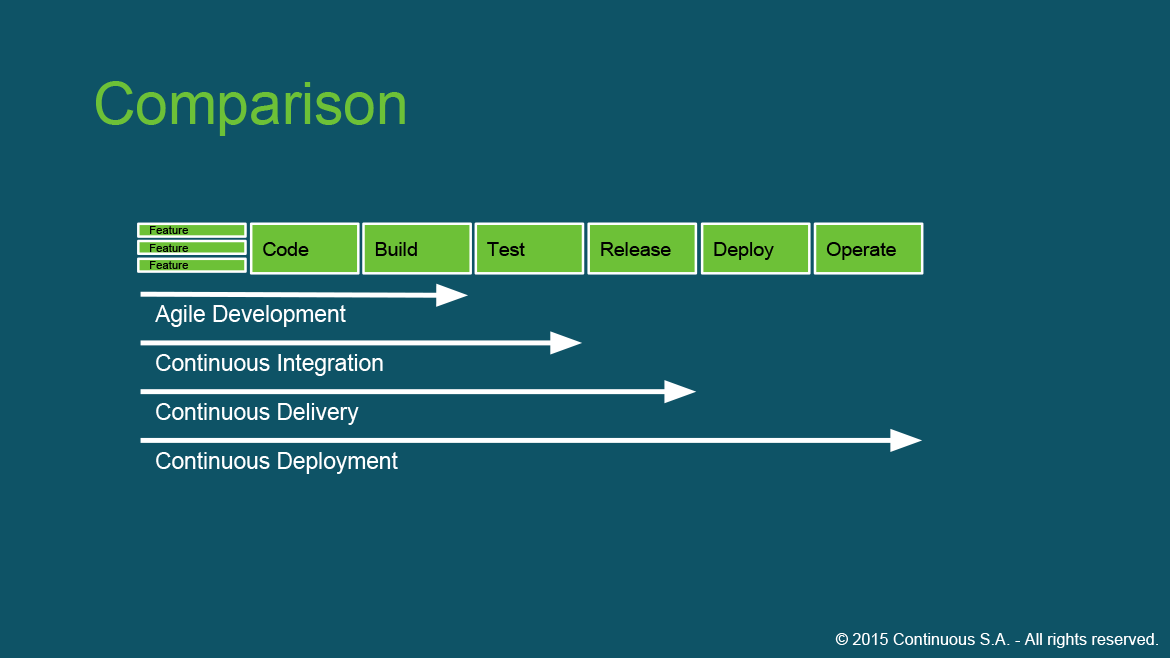 Comparison
Feature
Feature
Feature
Code
Build
Test
Release
Deploy
Operate
Agile Development
Continuous Integration
Continuous Delivery
Continuous Deployment
© 2015 Continuous S.A. - All rights reserved.